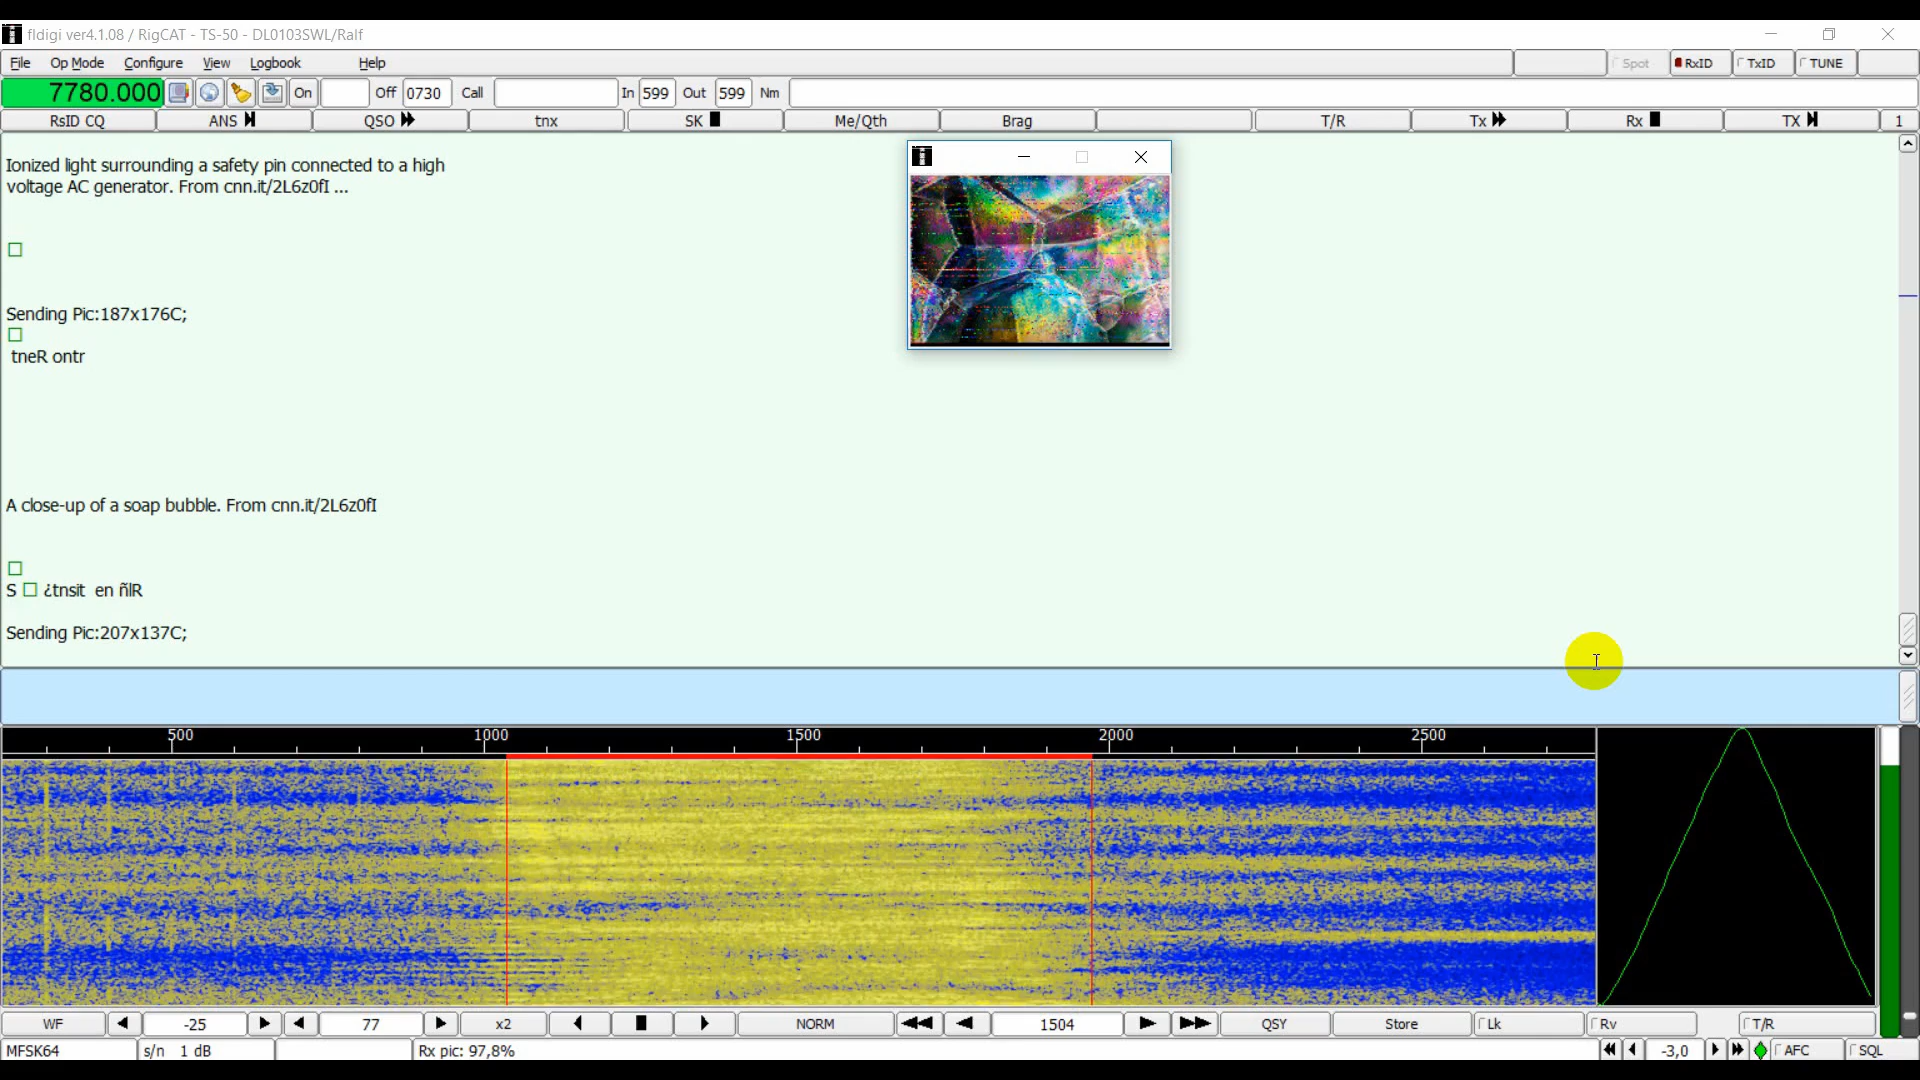 fldigi ver4.1.08 / RigCAT - TS-50 - DL0103SWL/Ralf
File Op Mode Configure View Logbook Help
Spot RxID TxID TUNE
7780.000 On Off 0730 Call In 599 Out 599 Nm
RsID CQ ANS QSO tnx SK Me/Qth Brag T/R Tx Rx TX 1
Ionized light surrounding a safety pin connected to a high
voltage AC generator. From cnn.it/2L6z0fI ...
Sending Pic:187x176C;
tneR ontr
A close-up of a soap bubble. From cnn.it/2L6z0fI
S ¿tnsit en ñlR
Sending Pic:207x137C;
500 1000 1500 2000 2500
WF -25 77 x2 NORM 1504 QSY Store Lk Rv T/R
MFSK64 s/n 1 dB Rx pic: 97,8% -3,0 AFC SQL